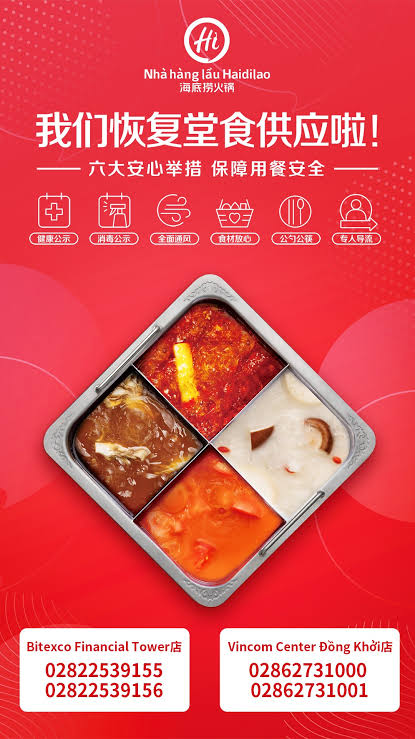 Hi
Nhà hàng lẩu Haidilao
海底捞火锅
我们恢复堂食供应啦!
六大安心举措 保障用餐安全
健康公示 消毒公示 全面通风 食材放心 公勺公筷 专人导流
Bitexco Financial Tower店 Vincom Center Đồng Khởi店
02822539155 02862731000
02822539156 02862731001